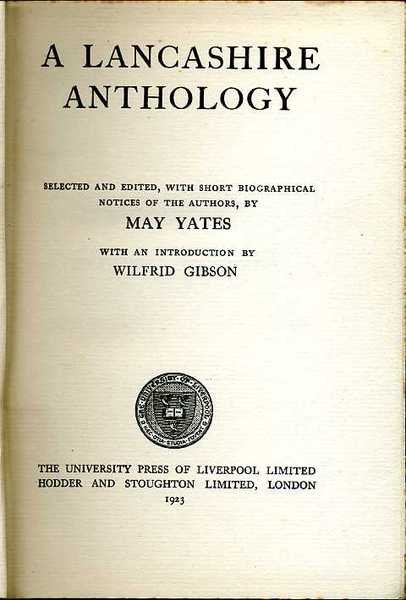 A LANCASHIRE
ANTHOLOGY
SELECTED AND EDITED, WITH SHORT BIOGRAPHICAL
NOTICES OF THE AUTHORS, BY
MAY YATES
WITH AN INTRODUCTION BY
WILFRID GIBSON
THE UNIVERSITY PRESS OF LIVERPOOL LIMITED
HODDER AND STOUGHTON LIMITED, LONDON
1923